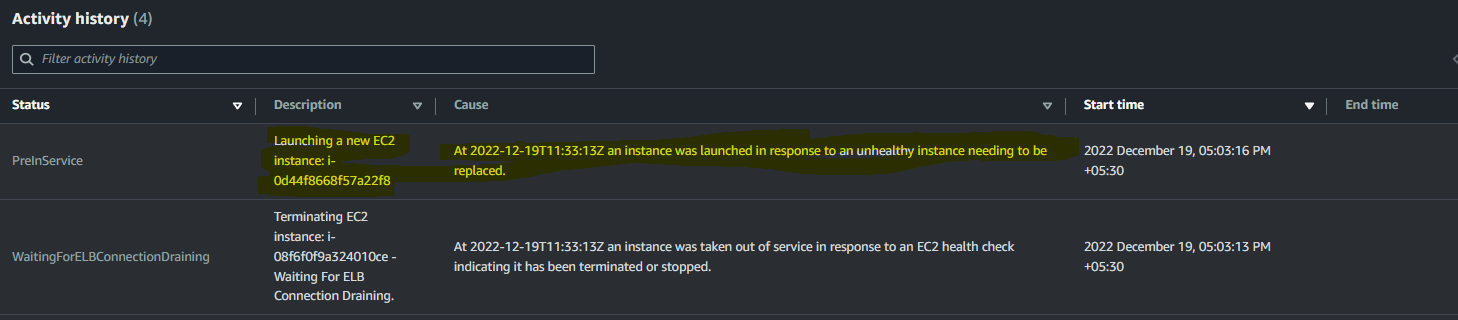 Activity history (4)
Filter activity history
Status Description Cause Start time End time
PreInService
Launching a new EC2
instance: i-
0d44f8668f57a22f8
At 2022-12-19T11:33:13Z an instance was launched in response to an unhealthy instance needing to be
replaced.
2022 December 19, 05:03:16 PM
+05:30
WaitingForELBConnectionDraining
Terminating EC2
instance: i-
08f6f0f9a324010ce -
Waiting For ELB
Connection Draining.
At 2022-12-19T11:33:13Z an instance was taken out of service in response to an EC2 health check
indicating it has been terminated or stopped.
2022 December 19, 05:03:13 PM
+05:30